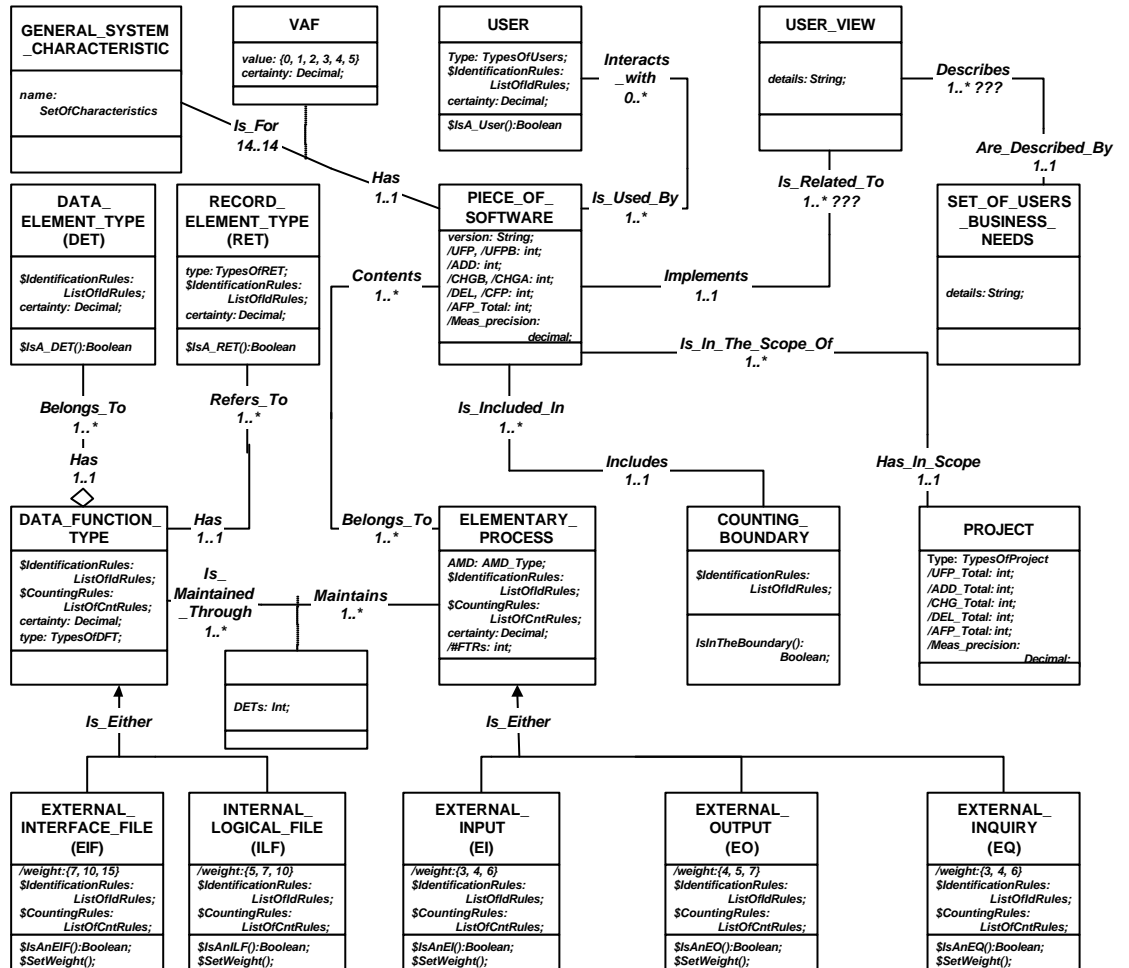 GENERAL_SYSTEM
_CHARACTERISTIC
name:
SetOfCharacteristics
VAF
value: {0, 1, 2, 3, 4, 5}
certainty: Decimal;
USER
Type: TypesOfUsers;
$IdentificationRules:
ListOfIdRules;
certainty: Decimal;
$IsA_User():Boolean
Interacts
_with
0..*
USER_VIEW
details: String;
Describes
1..* ???
Is_For
14..14
Has
1..1
Is_Used_By
1..*
Is_Related_To
1..* ???
Are_Described_By
1..1
DATA_
ELEMENT_TYPE
(DET)
$IdentificationRules:
ListOfIdRules;
certainty: Decimal;
$IsA_DET():Boolean
RECORD_
ELEMENT_TYPE
(RET)
type: TypesOfRET;
$IdentificationRules:
ListOfIdRules;
certainty: Decimal;
$IsA_RET():Boolean
PIECE_OF_
SOFTWARE
version: String;
/UFP, /UFPB: int;
/ADD: int;
/CHGB, /CHGA: int;
/DEL, /CFP: int;
/AFP_Total: int;
/Meas_precision:
decimal;
SET_OF_USERS
_BUSINESS_
NEEDS
details: String;
Contents
1..*
Implements
1..1
Is_In_The_Scope_Of
1..*
Belongs_To
1..*
Has
1..1
Refers_To
1..*
Is_Included_In
1..*
Includes
1..1
Has_In_Scope
1..1
DATA_FUNCTION_
TYPE
$IdentificationRules:
ListOfIdRules;
$CountingRules:
ListOfCntRules;
certainty: Decimal;
type: TypesOfDFT;
Has
1..1
Belongs_To
1..*
Is_
Maintained
_Through
1..*
Maintains
1..*
DETs: Int;
ELEMENTARY_
PROCESS
AMD: AMD_Type;
$IdentificationRules:
ListOfIdRules;
$CountingRules:
ListOfCntRules;
certainty: Decimal;
/#FTRs: int;
COUNTING_
BOUNDARY
$IdentificationRules:
ListOfIdRules;
IsInTheBoundary():
Boolean;
PROJECT
Type: TypesOfProject
/UFP_Total: int;
/ADD_Total: int;
/CHG_Total: int;
/DEL_Total: int;
/AFP_Total: int;
/Meas_precision:
Decimal;
Is_Either
Is_Either
EXTERNAL_
INTERFACE_FILE
(EIF)
/weight:{7, 10, 15}
$IdentificationRules:
ListOfIdRules;
$CountingRules:
ListOfCntRules;
$IsAnEIF():Boolean;
$SetWeight();
INTERNAL_
LOGICAL_FILE
(ILF)
/weight:{5, 7, 10}
$IdentificationRules:
ListOfIdRules;
$CountingRules:
ListOfCntRules;
$IsAnILF():Boolean;
$SetWeight();
EXTERNAL_
INPUT
(EI)
/weight:{3, 4, 6}
$IdentificationRules:
ListOfIdRules;
$CountingRules:
ListOfCntRules;
$IsAnEI():Boolean;
$SetWeight();
EXTERNAL_
OUTPUT
(EO)
/weight:{4, 5, 7}
$IdentificationRules:
ListOfIdRules;
$CountingRules:
ListOfCntRules;
$IsAnEO():Boolean;
$SetWeight();
EXTERNAL_
INQUIRY
(EQ)
/weight:{3, 4, 6}
$IdentificationRules:
ListOfIdRules;
$CountingRules:
ListOfCntRules;
$IsAnEQ():Boolean;
$SetWeight();